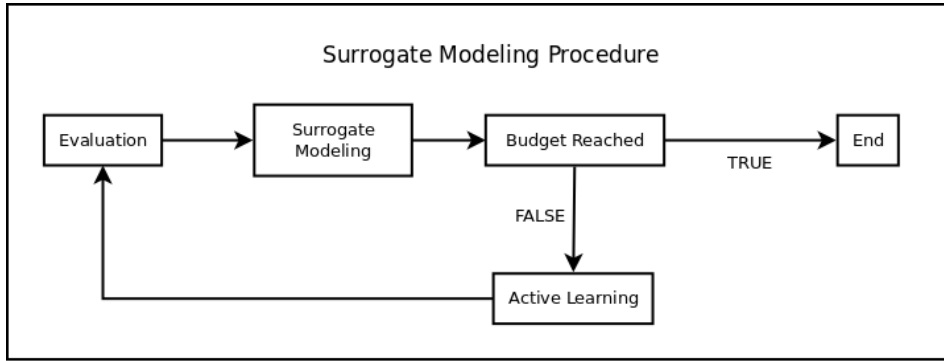 Surrogate Modeling Procedure
Evaluation
Surrogate
Modeling
Budget Reached
TRUE
End
FALSE
Active Learning